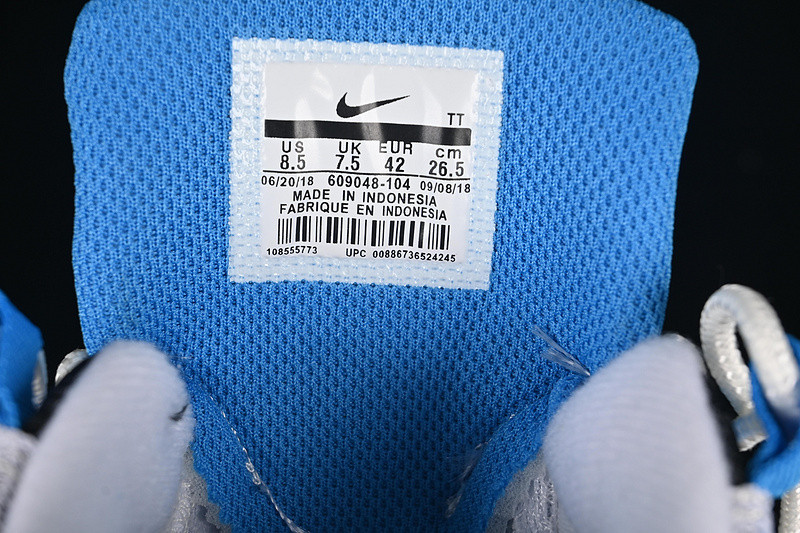 TT
US UK EUR cm
8.5 7.5 42 26.5
06/20/18 609048-104 09/08/18
MADE IN INDONESIA
FABRIQUE EN INDONESIA
108555773 UPC 00886736524245